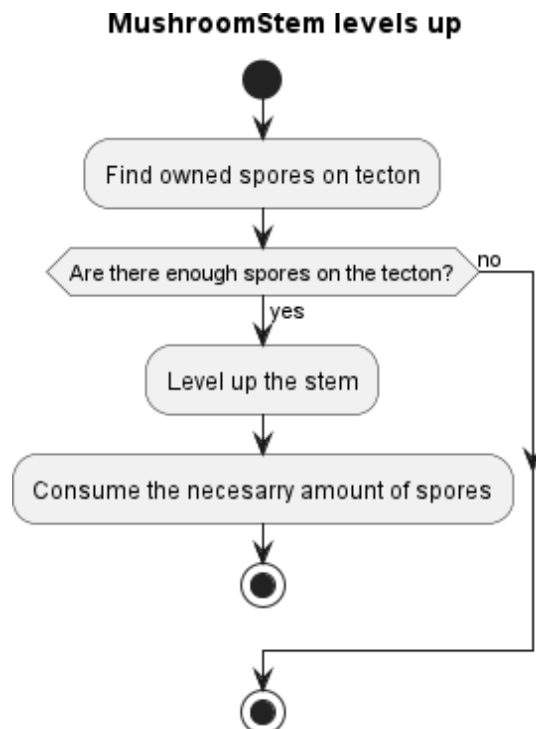 MushroomStem levels up
Find owned spores on tecton
Are there enough spores on the tecton?
no
yes
Level up the stem
Consume the necesarry amount of spores